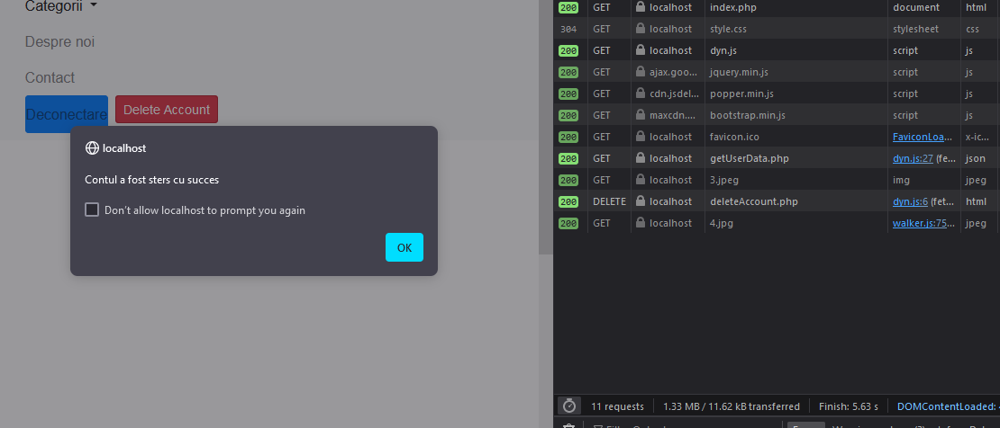 Categorii
Despre noi
Contact
Deconectare Delete Account
localhost
Contul a fost sters cu succes
Don't allow localhost to prompt you again
OK
200 GET localhost index.php document html
304 GET localhost style.css stylesheet css
200 GET localhost dyn.js script js
200 GET ajax.goo... jquery.min.js script js
200 GET cdn.jsdel... popper.min.js script js
200 GET maxcdn.... bootstrap.min.js script js
200 GET localhost favicon.ico FaviconLoa... x-ic...
200 GET localhost getUserData.php dyn.js:27 (fe... json
200 GET localhost 3.jpeg img jpeg
200 DELETE localhost deleteAccount.php dyn.js:6 (fet... html
200 GET localhost 4.jpg walker.js:75... jpeg
11 requests 1.33 MB / 11.62 kB transferred Finish: 5.63 s DOMContentLoaded: